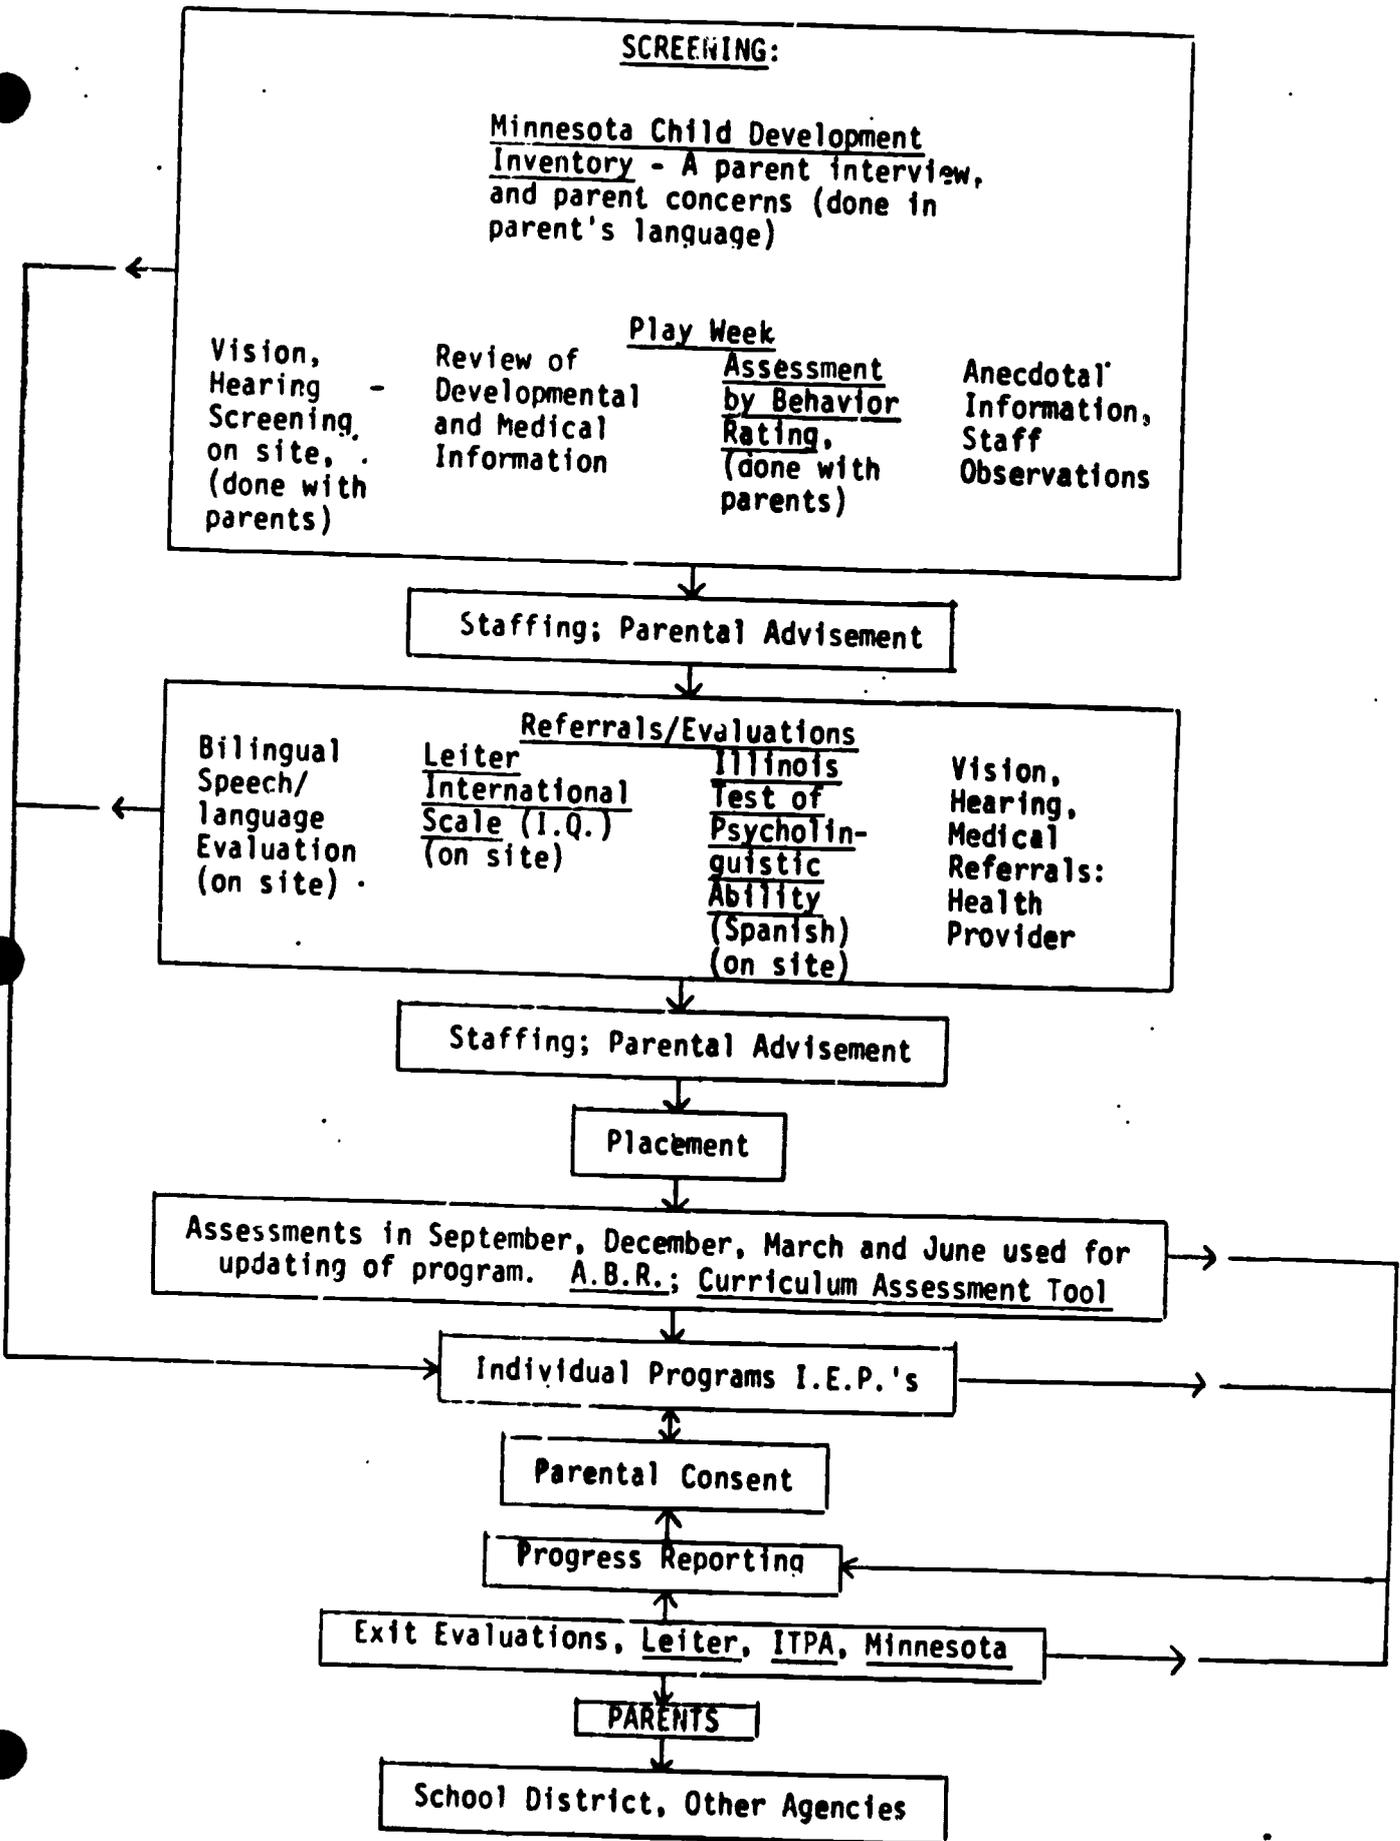 SCREENING:
Minnesota Child Development
Inventory - A parent interview,
and parent concerns (done in
parent's language)
Play Week
Vision,
Hearing -
Screening
on site,
(done with
parents)
Review of
Developmental
and Medical
Information
Assessment
by Behavior
Rating,
(done with
parents)
Anecdotal
Information,
Staff
Observations
Staffing; Parental Advisement
Referrals/Evaluations
Bilingual
Speech/
language
Evaluation
(on site)
Leiter
International
Scale (I.Q.)
(on site)
Illinois
Test of
Psycholin-
guistic
Ability
(Spanish)
(on site)
Vision,
Hearing,
Medical
Referrals:
Health
Provider
Staffing; Parental Advisement
Placement
Assessments in September, December, March and June used for
updating of program. A.B.R.; Curriculum Assessment Tool
Individual Programs I.E.P.'s
Parental Consent
Progress Reporting
Exit Evaluations, Leiter, ITPA, Minnesota
PARENTS
School District, Other Agencies